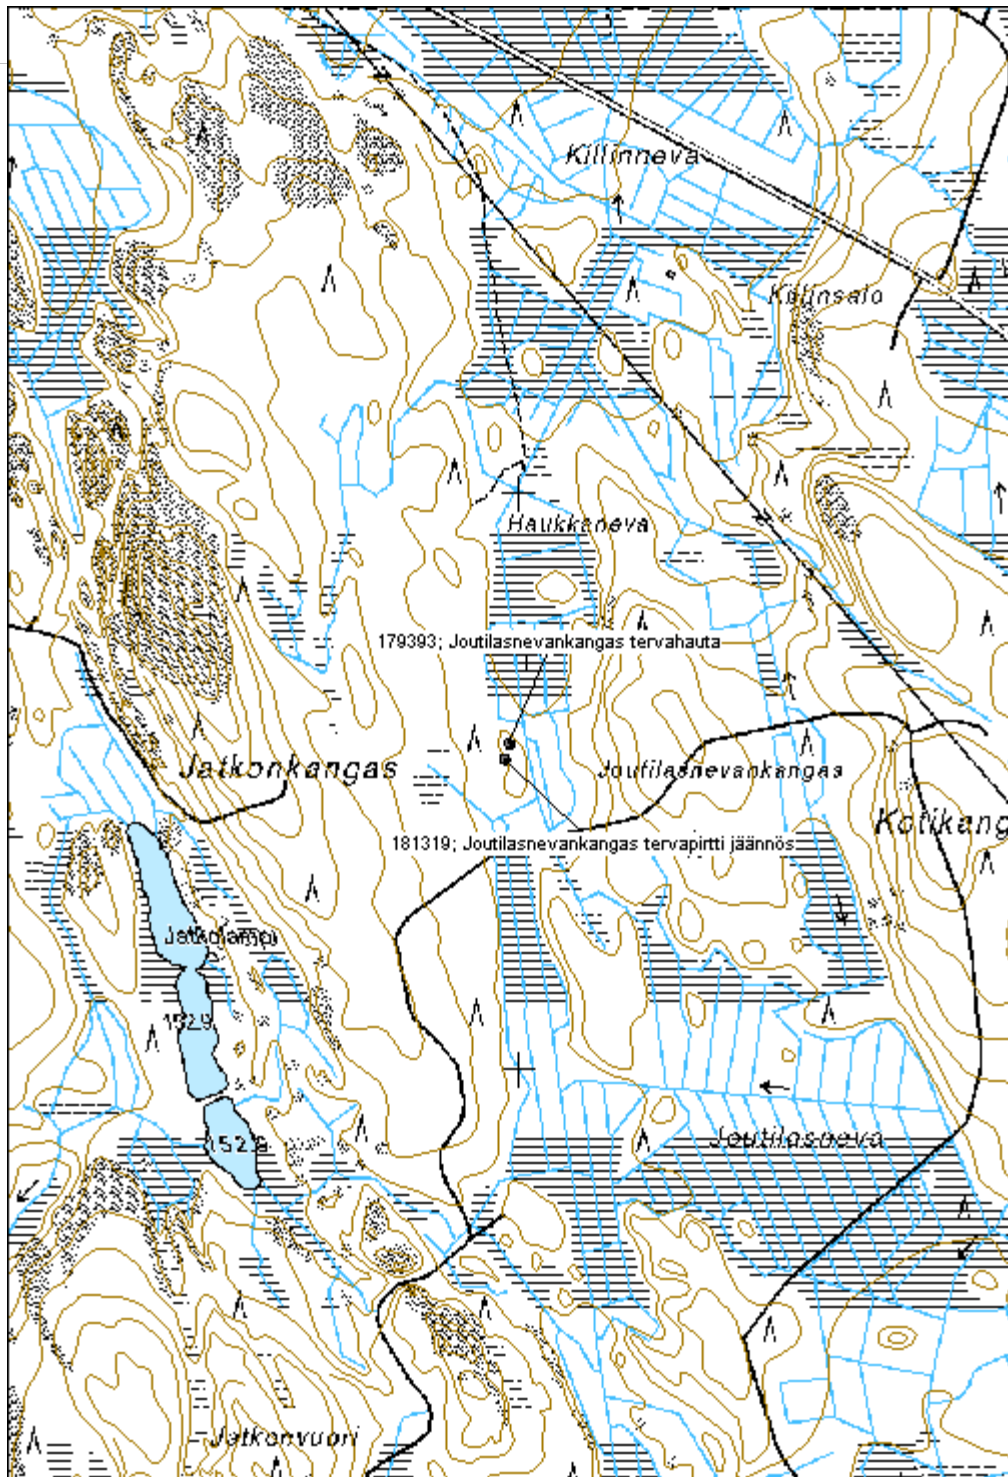 Killinneva
Killinsalo
Haukkaneva
179393; Joutilasnevankangas tervahauta
Jatkonkangas
Joutilasnevankangas
Kotikang
181319; Joutilasnevankangas tervapirtti jäännös
Jatkolampi
152.9
152.9
Joutilasneva
Jatkonvuori